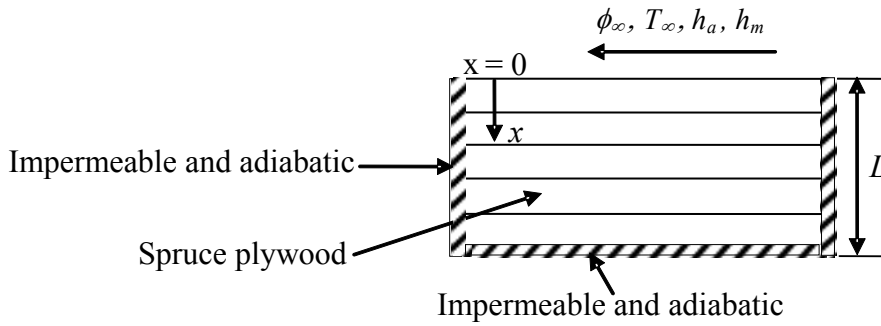 ϕ∞, T∞, hₐ, hₘ
x = 0
x
Impermeable and adiabatic
L
Spruce plywood
Impermeable and adiabatic